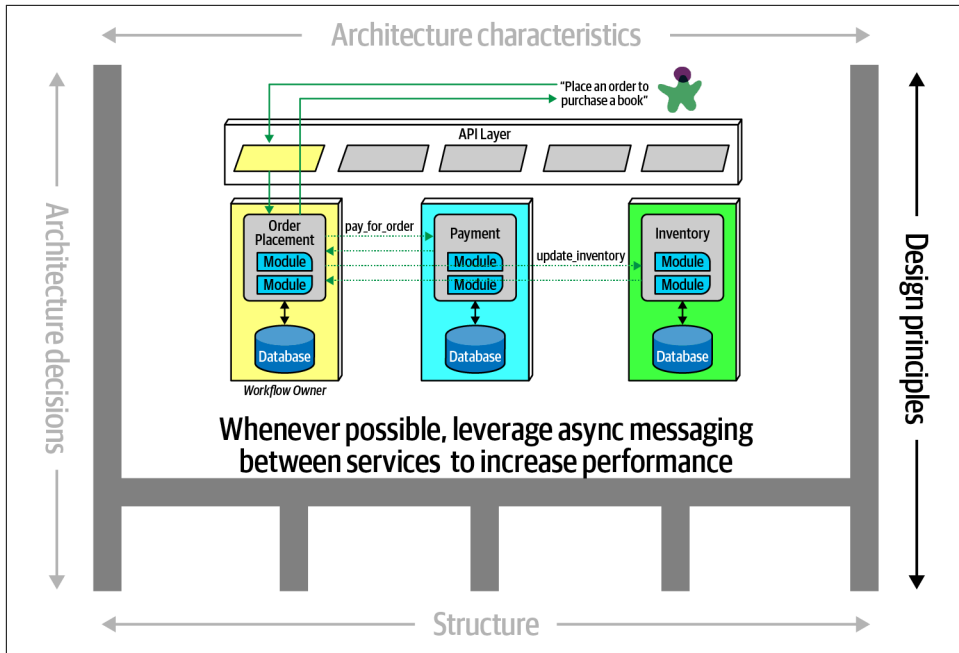 Architecture characteristics
"Place an order to
purchase a book"
API Layer
Architecture decisions
Order
Placement
Module
Module
Database
Workflow Owner
pay_for_order
Payment
Module
Module
Database
update_inventory
Inventory
Module
Module
Database
Design principles
Whenever possible, leverage async messaging
between services to increase performance
Structure